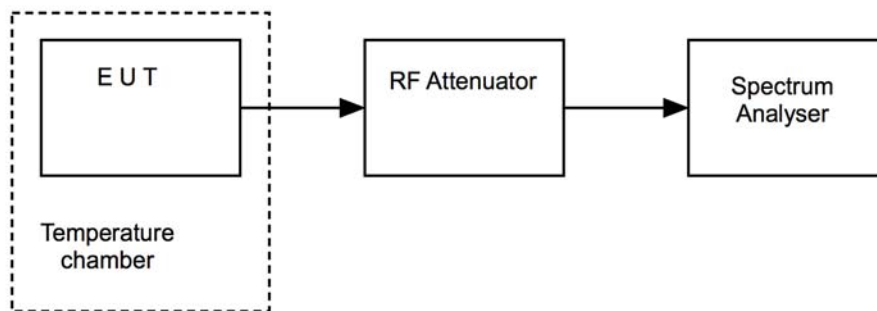 E U T
RF Attenuator
Spectrum
Analyser
Temperature
chamber